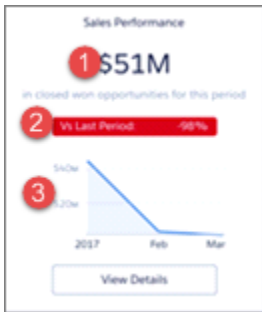 Sales Performance
1 $51M
in closed won opportunities for this period
2 Vs Last Period -98%
3 $40M
$20M
2017 Feb Mar
View Details